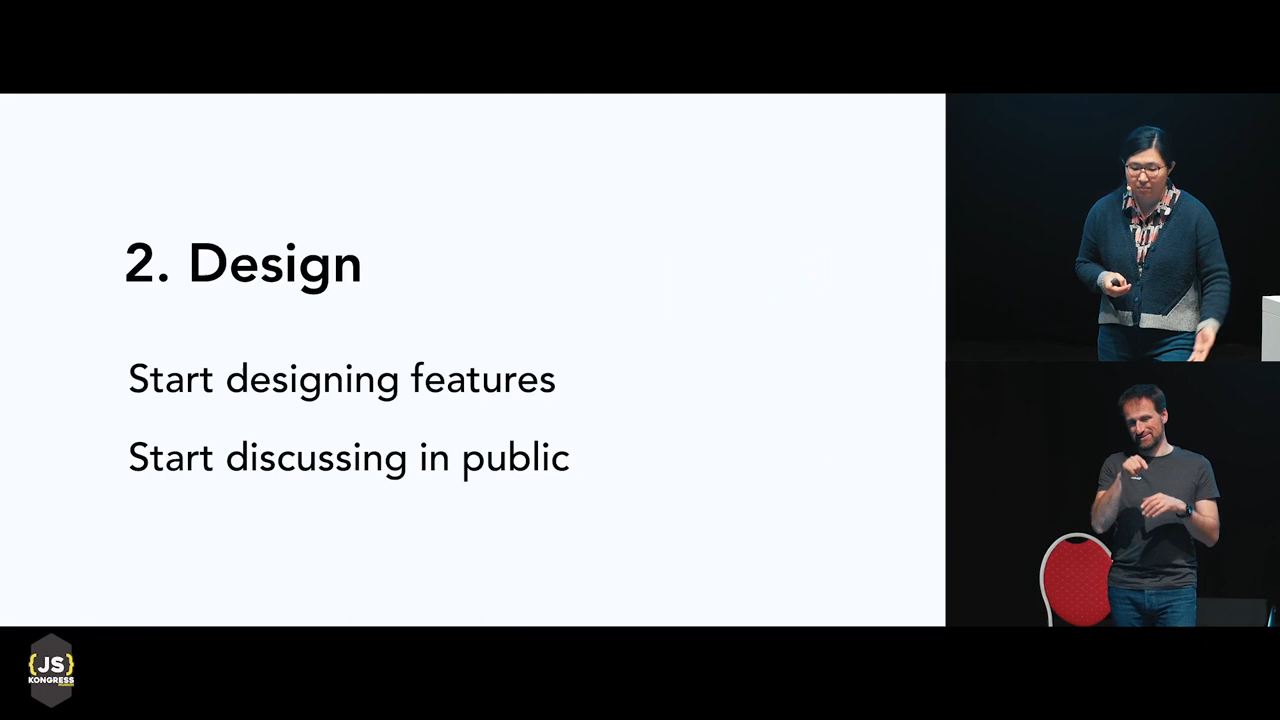 2. Design
Start designing features
Start discussing in public
{JS}
KONGRESS